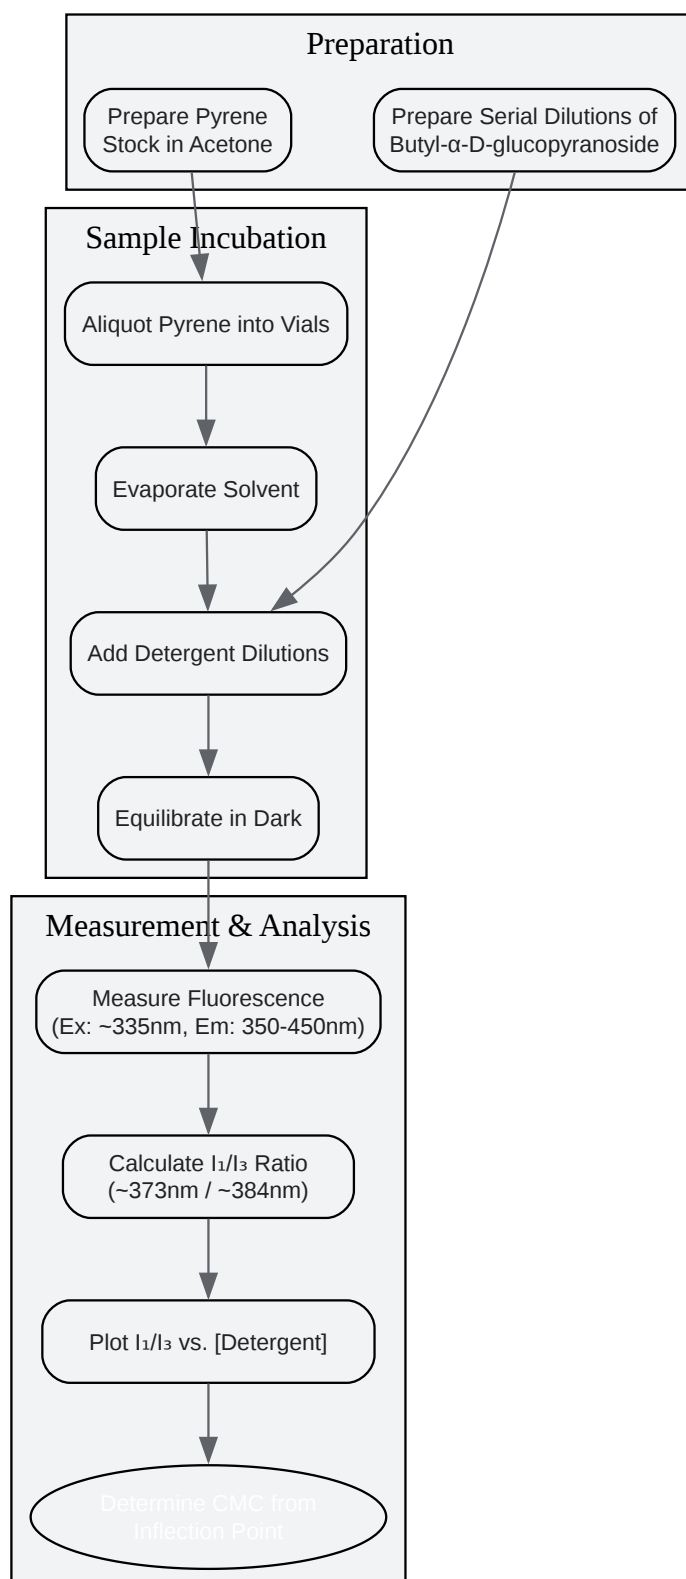 Preparation
Prepare Pyrene
Stock in Acetone
Prepare Serial Dilutions of
Butyl-α-D-glucopyranoside
Sample Incubation
Aliquot Pyrene into Vials
Evaporate Solvent
Add Detergent Dilutions
Equilibrate in Dark
Measurement & Analysis
Measure Fluorescence
(Ex: ~335nm, Em: 350-450nm)
Calculate I₁/I₃ Ratio
(~373nm / ~384nm)
Plot I₁/I₃ vs. [Detergent]
Determine CMC from
Inflection Point